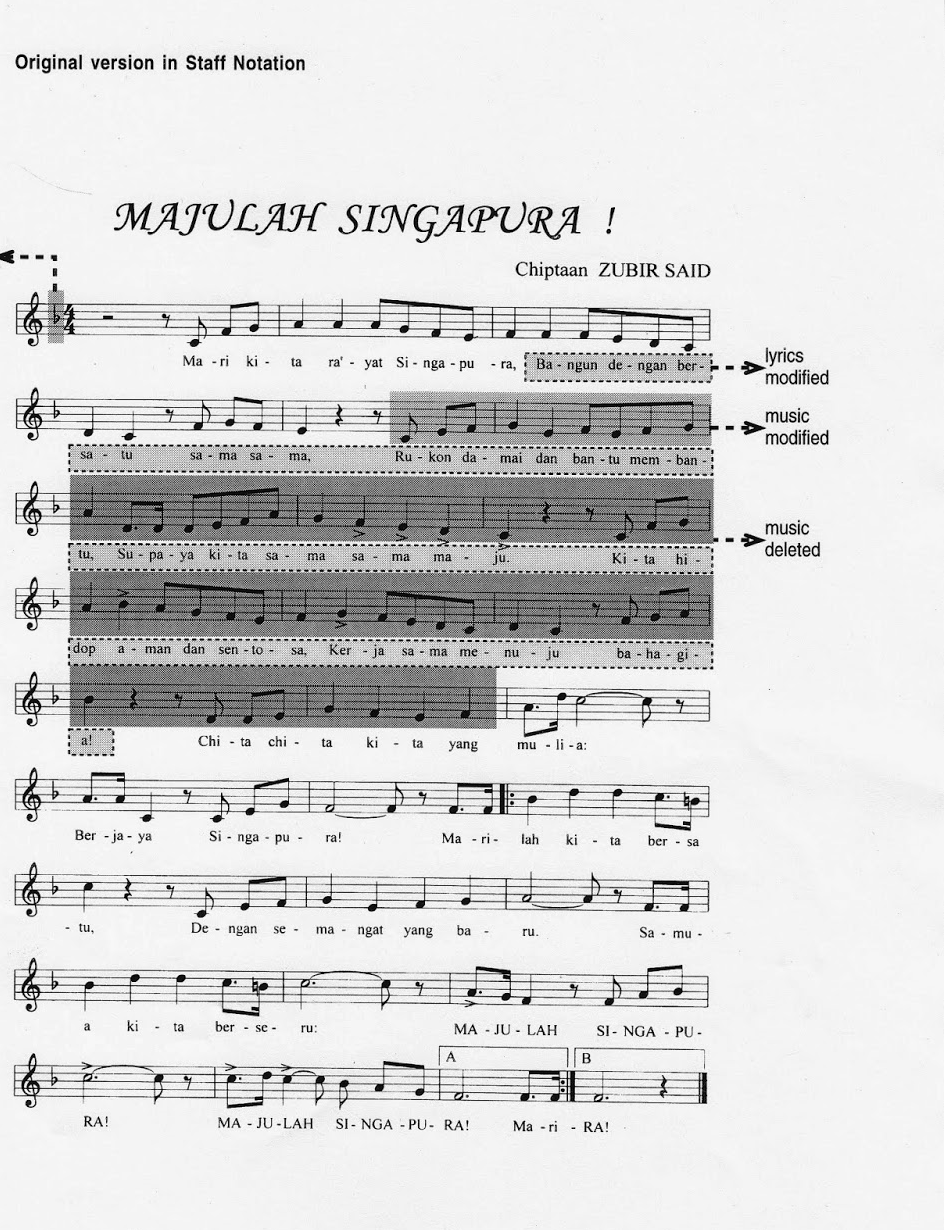 Original version in Staff Notation
MAJULAH SINGAPURA !
Chiptaan ZUBIR SAID
Ma - ri ki - ta ra' - yat Si - nga - pu - ra, Ba - ngun de - ngan ber -
lyrics
modified
music
modified
sa - tu sa - ma sa - ma, Ru - kon da - mai dan ban - tu mem - ban -
music
deleted
tu, Su - pa - ya ki - ta sa - ma sa - ma ma - ju. Ki - ta hi -
dop a - man dan sen - to - sa, Ker - ja sa - ma me - nu - ju ba - ha - gi -
a! Chi - ta chi - ta ki - ta yang mu - li - a:
Ber - ja - ya Si - nga - pu - ra! Ma - ri - lah ki - ta ber - sa
- tu, De - ngan se - ma - ngat yang ba - ru. Sa - mu -
a ki - ta ber - se - ru: MA - JU - LAH SI - NGA - PU -
A B
RA! MA - JU - LAH SI - NGA - PU - RA! Ma - ri - RA!